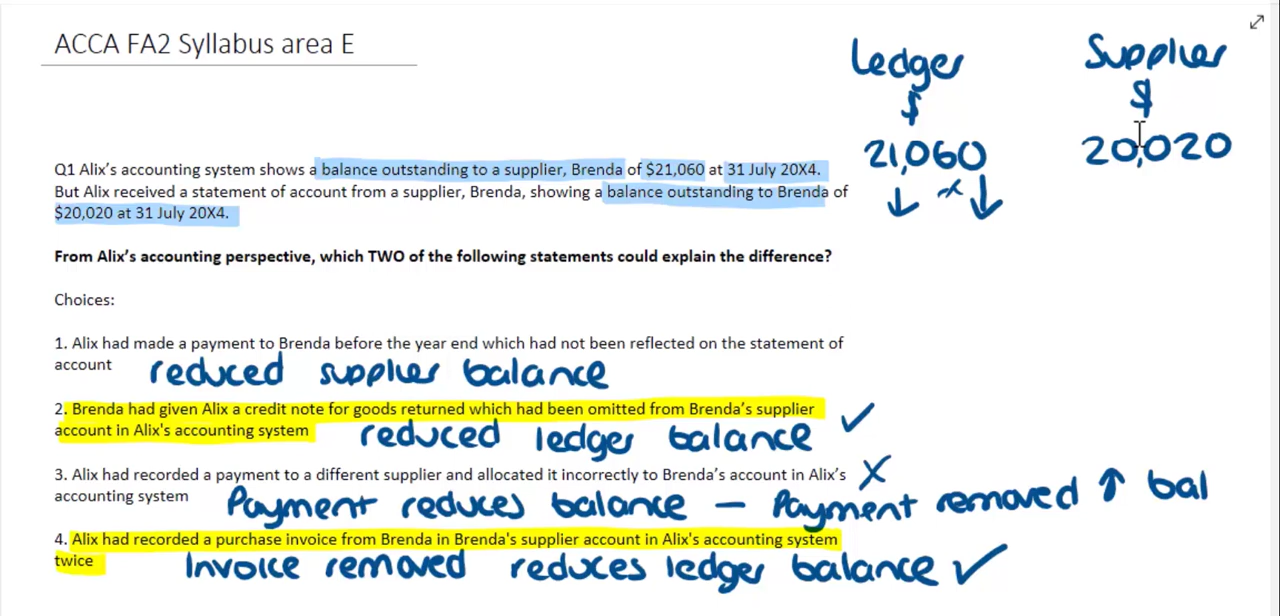 ACCA FA2 Syllabus area E
Ledger
$
21,060
Supplier
$
20,020
Q1 Alix’s accounting system shows a balance outstanding to a supplier, Brenda of $21,060 at 31 July 20X4.
But Alix received a statement of account from a supplier, Brenda, showing a balance outstanding to Brenda of
$20,020 at 31 July 20X4.
From Alix’s accounting perspective, which TWO of the following statements could explain the difference?
Choices:
1. Alix had made a payment to Brenda before the year end which had not been reflected on the statement of
account reduced supplier balance
2. Brenda had given Alix a credit note for goods returned which had been omitted from Brenda’s supplier
account in Alix's accounting system reduced ledger balance
3. Alix had recorded a payment to a different supplier and allocated it incorrectly to Brenda’s account in Alix’s
accounting system Payment reduces balance – Payment removed ↑ bal
4. Alix had recorded a purchase invoice from Brenda in Brenda's supplier account in Alix's accounting system
twice Invoice removed reduces ledger balance